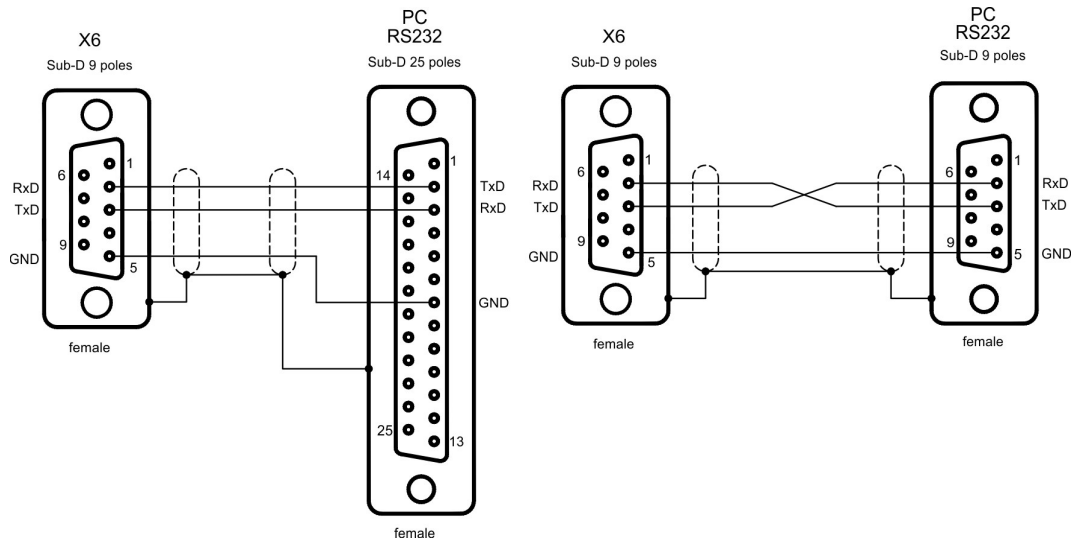 X6
Sub-D 9 poles
PC
RS232
Sub-D 25 poles
1
6
RxD
TxD
9
GND
5
female
1
14
TxD
RxD
GND
25
13
female
X6
Sub-D 9 poles
PC
RS232
Sub-D 9 poles
1
6
RxD
TxD
9
GND
5
female
1
6
RxD
TxD
9
5
GND
female